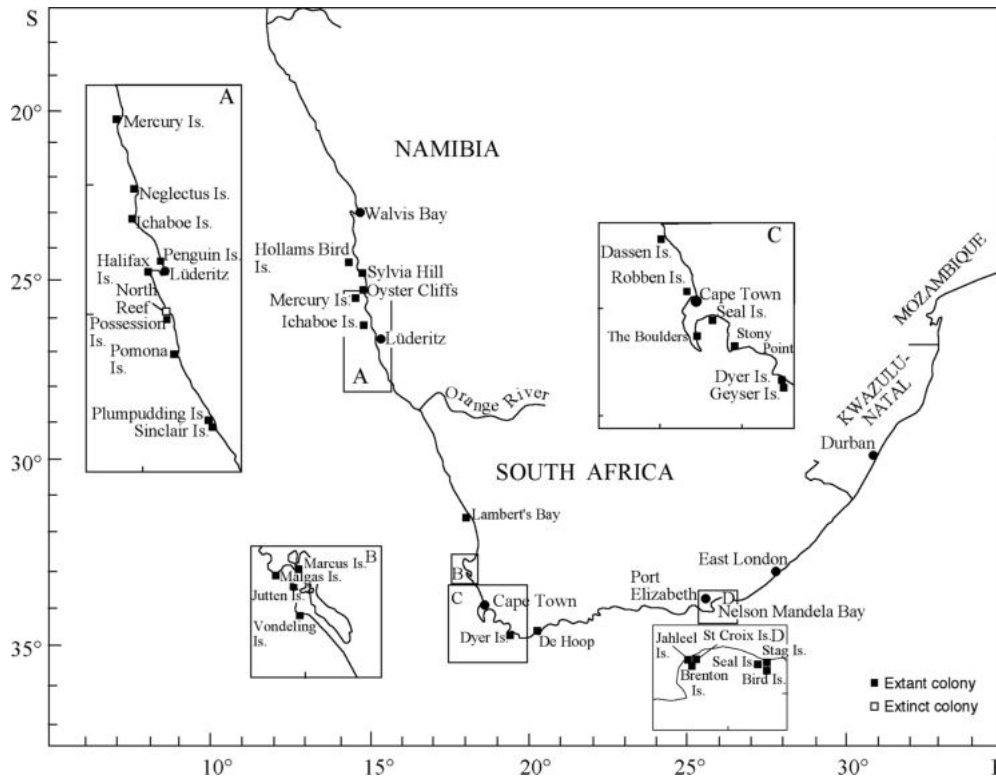 S
20°
25°
30°
35°
10°
15°
20°
25°
30°
E
NAMIBIA
Walvis Bay
Hollams Bird
Is.
Sylvia Hill
Oyster Cliffs
Mercury Is.
Ichaboe Is.
Lüderitz
A
Orange River
SOUTH AFRICA
Lambert's Bay
B
C
Cape Town
Dyer Is.
De Hoop
Port
Elizabeth
D
Nelson Mandela Bay
East London
Durban
KWAZULU-
NATAL
MOZAMBIQUE
A
Mercury Is.
Neglectus Is.
Ichaboe Is.
Penguin Is.
Halifax
Is.
Lüderitz
North
Reef
Possession
Is.
Pomona
Is.
Plumpudding Is.
Sinclair Is.
B
Marcus Is.
Malgas Is.
Jutten Is.
Vondeling
Is.
C
Dassen Is.
Robben Is.
Cape Town
Seal Is.
The Boulders
Stony
Point
Dyer Is.
Geyser Is.
D
Jahleel
Is.
St Croix Is.
Stag Is.
Seal Is.
Brenton
Is.
Bird Is.
Extant colony
Extinct colony